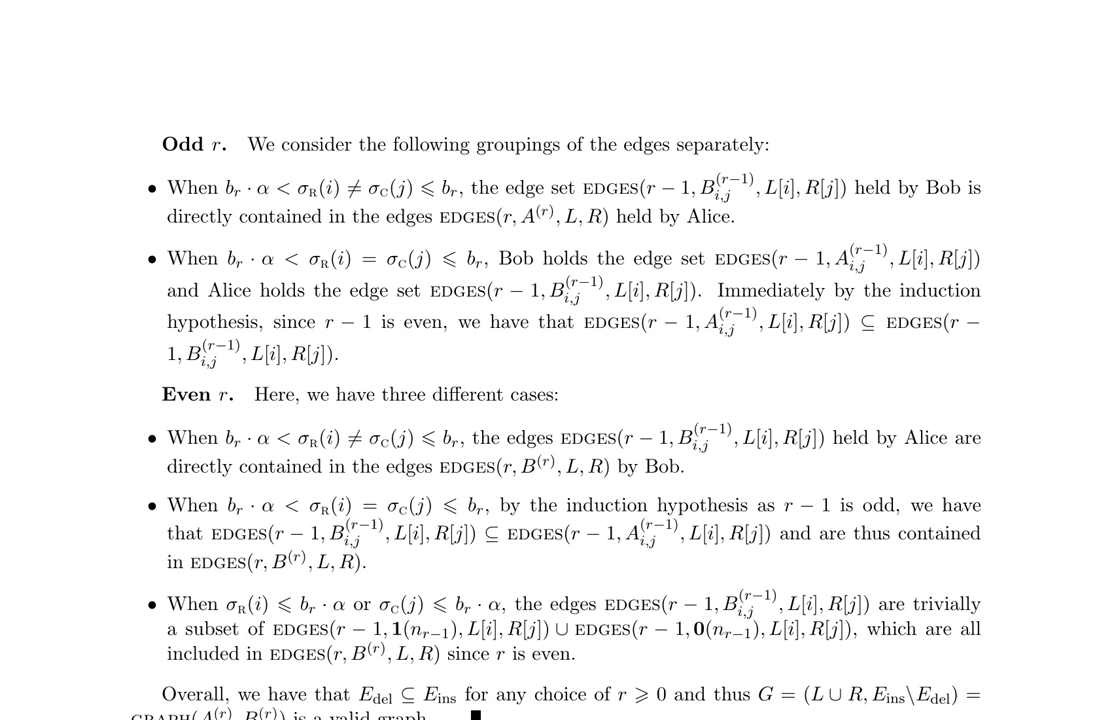 Odd r. We consider the following groupings of the edges separately:
• When b_r · α < σ_R(i) ≠ σ_C(j) ⩽ b_r, the edge set EDGES(r − 1, B_{i,j}^{(r−1)}, L[i], R[j]) held by Bob is
directly contained in the edges EDGES(r, A^{(r)}, L, R) held by Alice.
• When b_r · α < σ_R(i) = σ_C(j) ⩽ b_r, Bob holds the edge set EDGES(r − 1, A_{i,j}^{(r−1)}, L[i], R[j])
and Alice holds the edge set EDGES(r − 1, B_{i,j}^{(r−1)}, L[i], R[j]). Immediately by the induction
hypothesis, since r − 1 is even, we have that EDGES(r − 1, A_{i,j}^{(r−1)}, L[i], R[j]) ⊆ EDGES(r −
1, B_{i,j}^{(r−1)}, L[i], R[j]).
Even r. Here, we have three different cases:
• When b_r · α < σ_R(i) ≠ σ_C(j) ⩽ b_r, the edges EDGES(r − 1, B_{i,j}^{(r−1)}, L[i], R[j]) held by Alice are
directly contained in the edges EDGES(r, B^{(r)}, L, R) by Bob.
• When b_r · α < σ_R(i) = σ_C(j) ⩽ b_r, by the induction hypothesis as r − 1 is odd, we have
that EDGES(r − 1, B_{i,j}^{(r−1)}, L[i], R[j]) ⊆ EDGES(r − 1, A_{i,j}^{(r−1)}, L[i], R[j]) and are thus contained
in EDGES(r, B^{(r)}, L, R).
• When σ_R(i) ⩽ b_r · α or σ_C(j) ⩽ b_r · α, the edges EDGES(r − 1, B_{i,j}^{(r−1)}, L[i], R[j]) are trivially
a subset of EDGES(r − 1, 1(n_{r−1}), L[i], R[j]) ∪ EDGES(r − 1, 0(n_{r−1}), L[i], R[j]), which are all
included in EDGES(r, B^{(r)}, L, R) since r is even.
Overall, we have that E_del ⊆ E_ins for any choice of r ⩾ 0 and thus G = (L ∪ R, E_ins\E_del) =
GRAPH(A^{(r)}, B^{(r)}) is a valid graph. ■